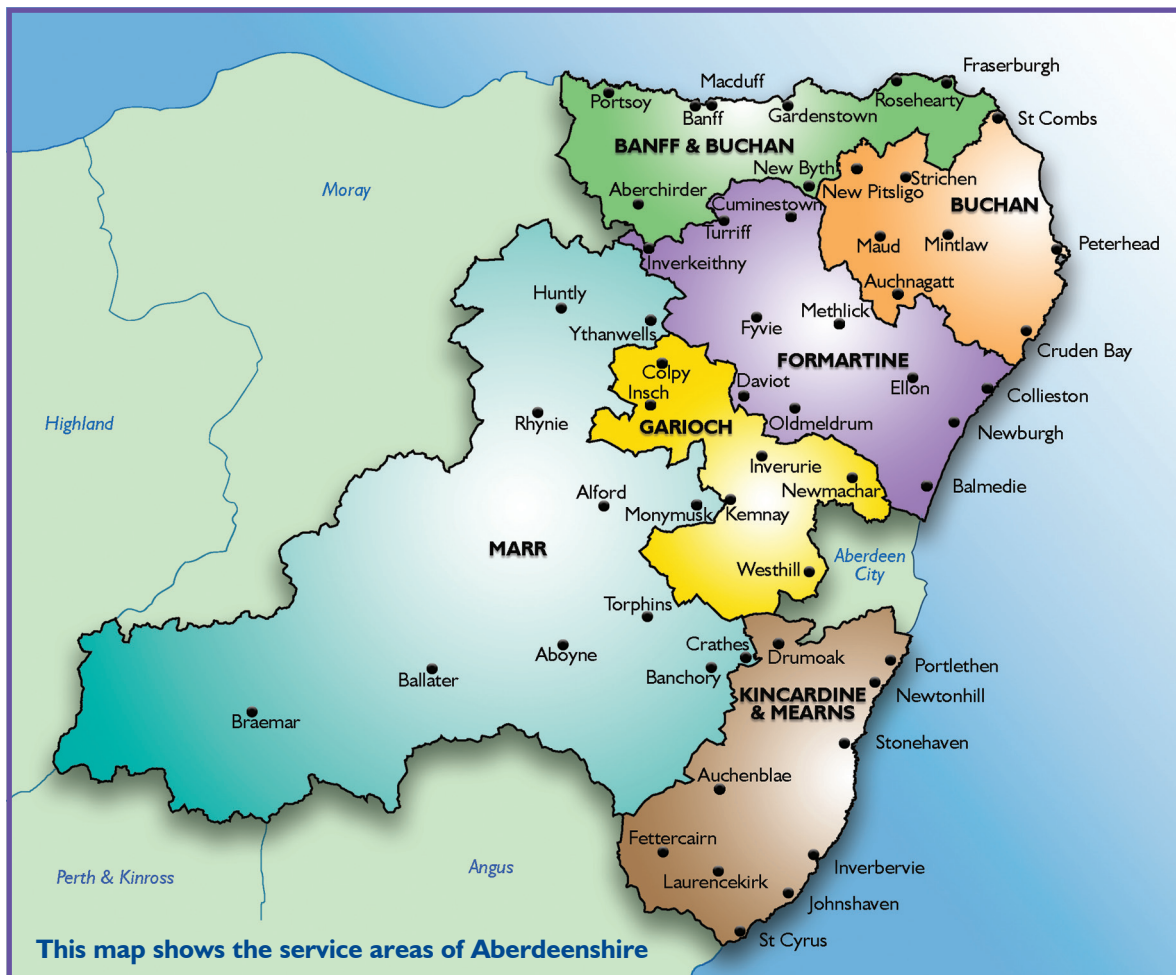 Fraserburgh
Macduff
Portsoy
Rosehearty
Banff
Gardenstown
St Combs
BANFF & BUCHAN
New Byth
Strichen
Moray
Aberchirder
New Pitsligo
Cuminestown
BUCHAN
Turriff
Maud
Mintlaw
Peterhead
Inverkeithny
Auchnagatt
Huntly
Methlick
Ythanwells
Fyvie
Cruden Bay
FORMARTINE
Colpy
Daviot
Ellon
Insch
Collieston
Highland
Rhynie
GARIOCH
Oldmeldrum
Newburgh
Inverurie
Alford
Newmachar
Balmedie
Monymusk
Kemnay
MARR
Aberdeen
City
Westhill
Torphins
Crathes
Aboyne
Drumoak
Portlethen
Ballater
Banchory
KINCARDINE
& MEARNS
Newtonhill
Braemar
Stonehaven
Auchenblae
Fettercairn
Angus
Inverbervie
Perth & Kinross
Laurencekirk
Johnshaven
St Cyrus
This map shows the service areas of Aberdeenshire